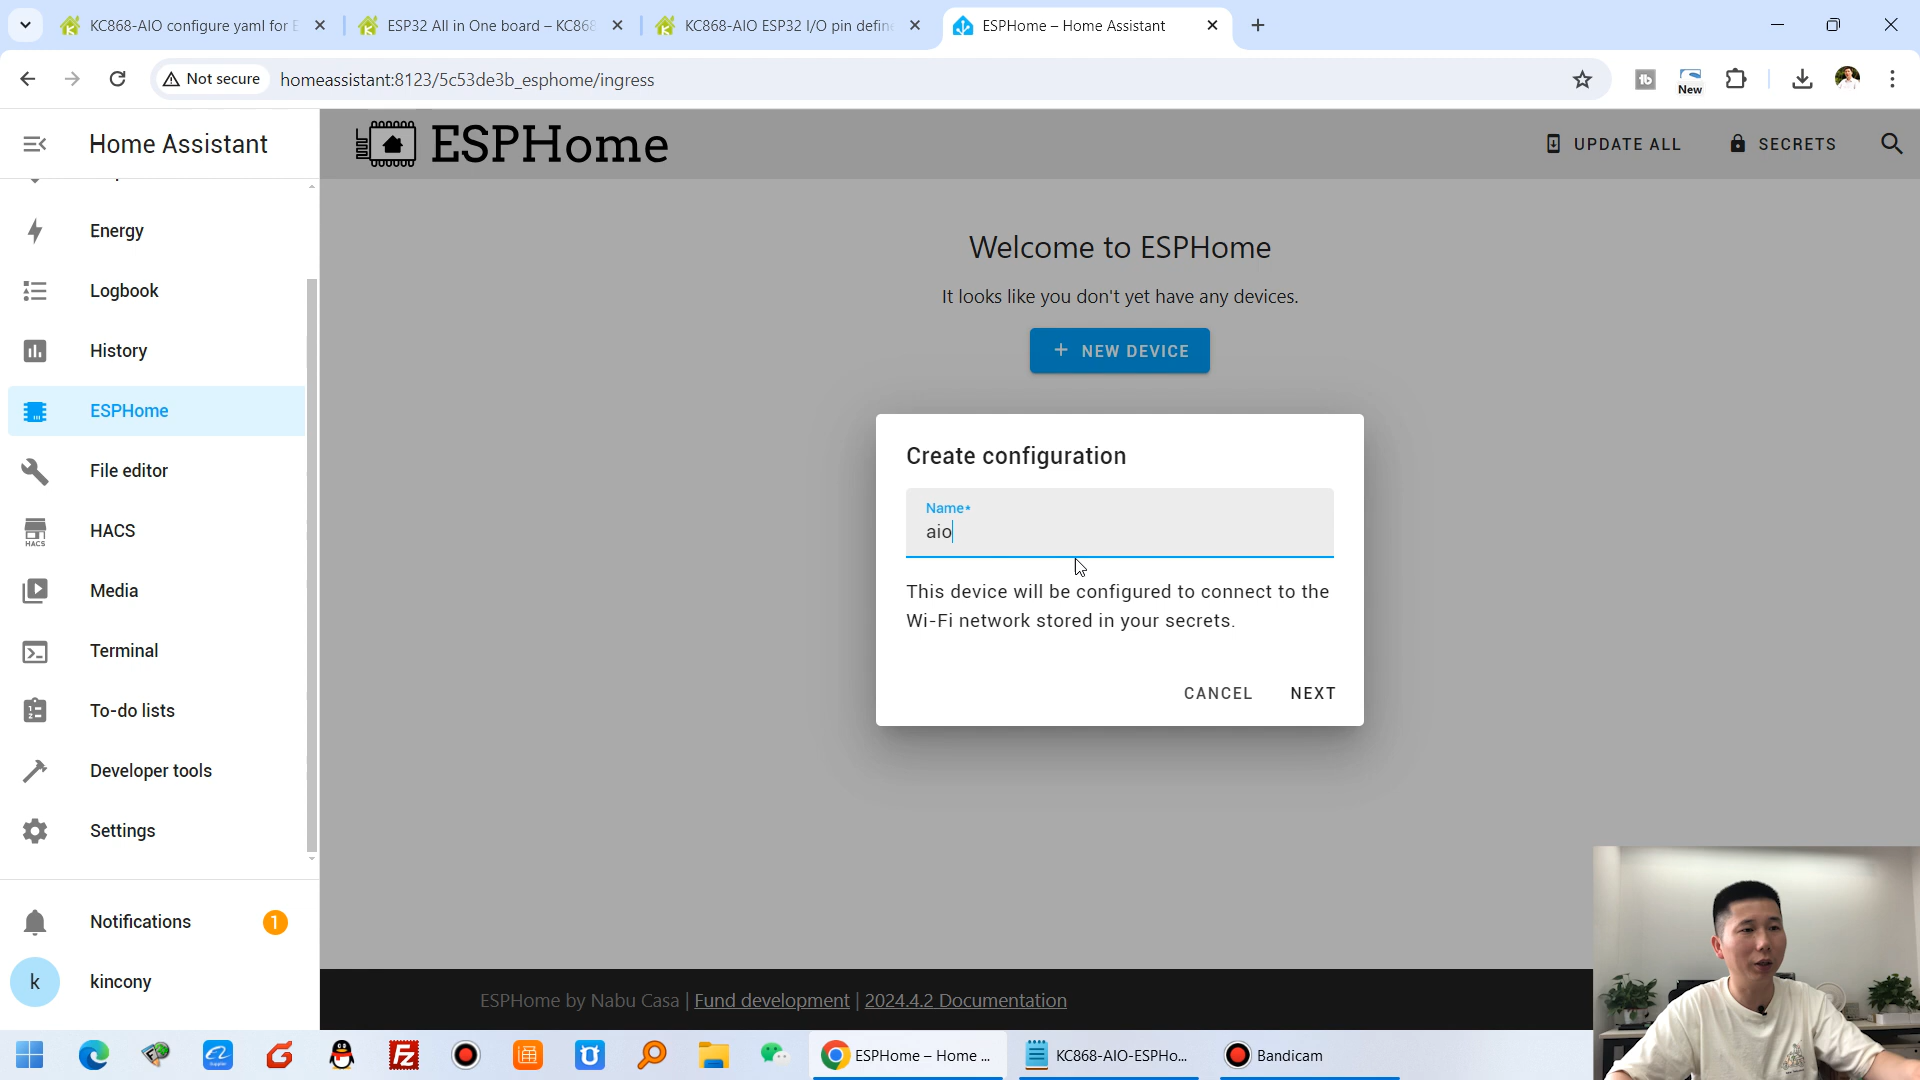 KC868-AIO configure yaml for E
ESP32 All in One board – KC868
KC868-AIO ESP32 I/O pin define
ESPHome – Home Assistant
Not secure
homeassistant:8123/5c53de3b_esphome/ingress
New
Home Assistant
ESPHome
UPDATE ALL
SECRETS
Energy
Logbook
History
ESPHome
File editor
HACS
HACS
Media
Terminal
To-do lists
Developer tools
Settings
Notifications
1
k
kincony
Welcome to ESPHome
It looks like you don't yet have any devices.
+ NEW DEVICE
Create configuration
Name*
aio
This device will be configured to connect to the
Wi-Fi network stored in your secrets.
CANCEL
NEXT
ESPHome by Nabu Casa | Fund development | 2024.4.2 Documentation
ESPHome – Home ...
KC868-AIO-ESPHo...
Bandicam